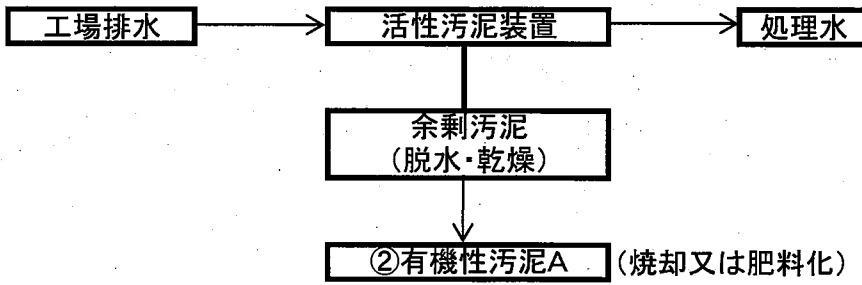 工場排水
活性汚泥装置
処理水
余剰汚泥
(脱水・乾燥)
②有機性汚泥A
(焼却又は肥料化)